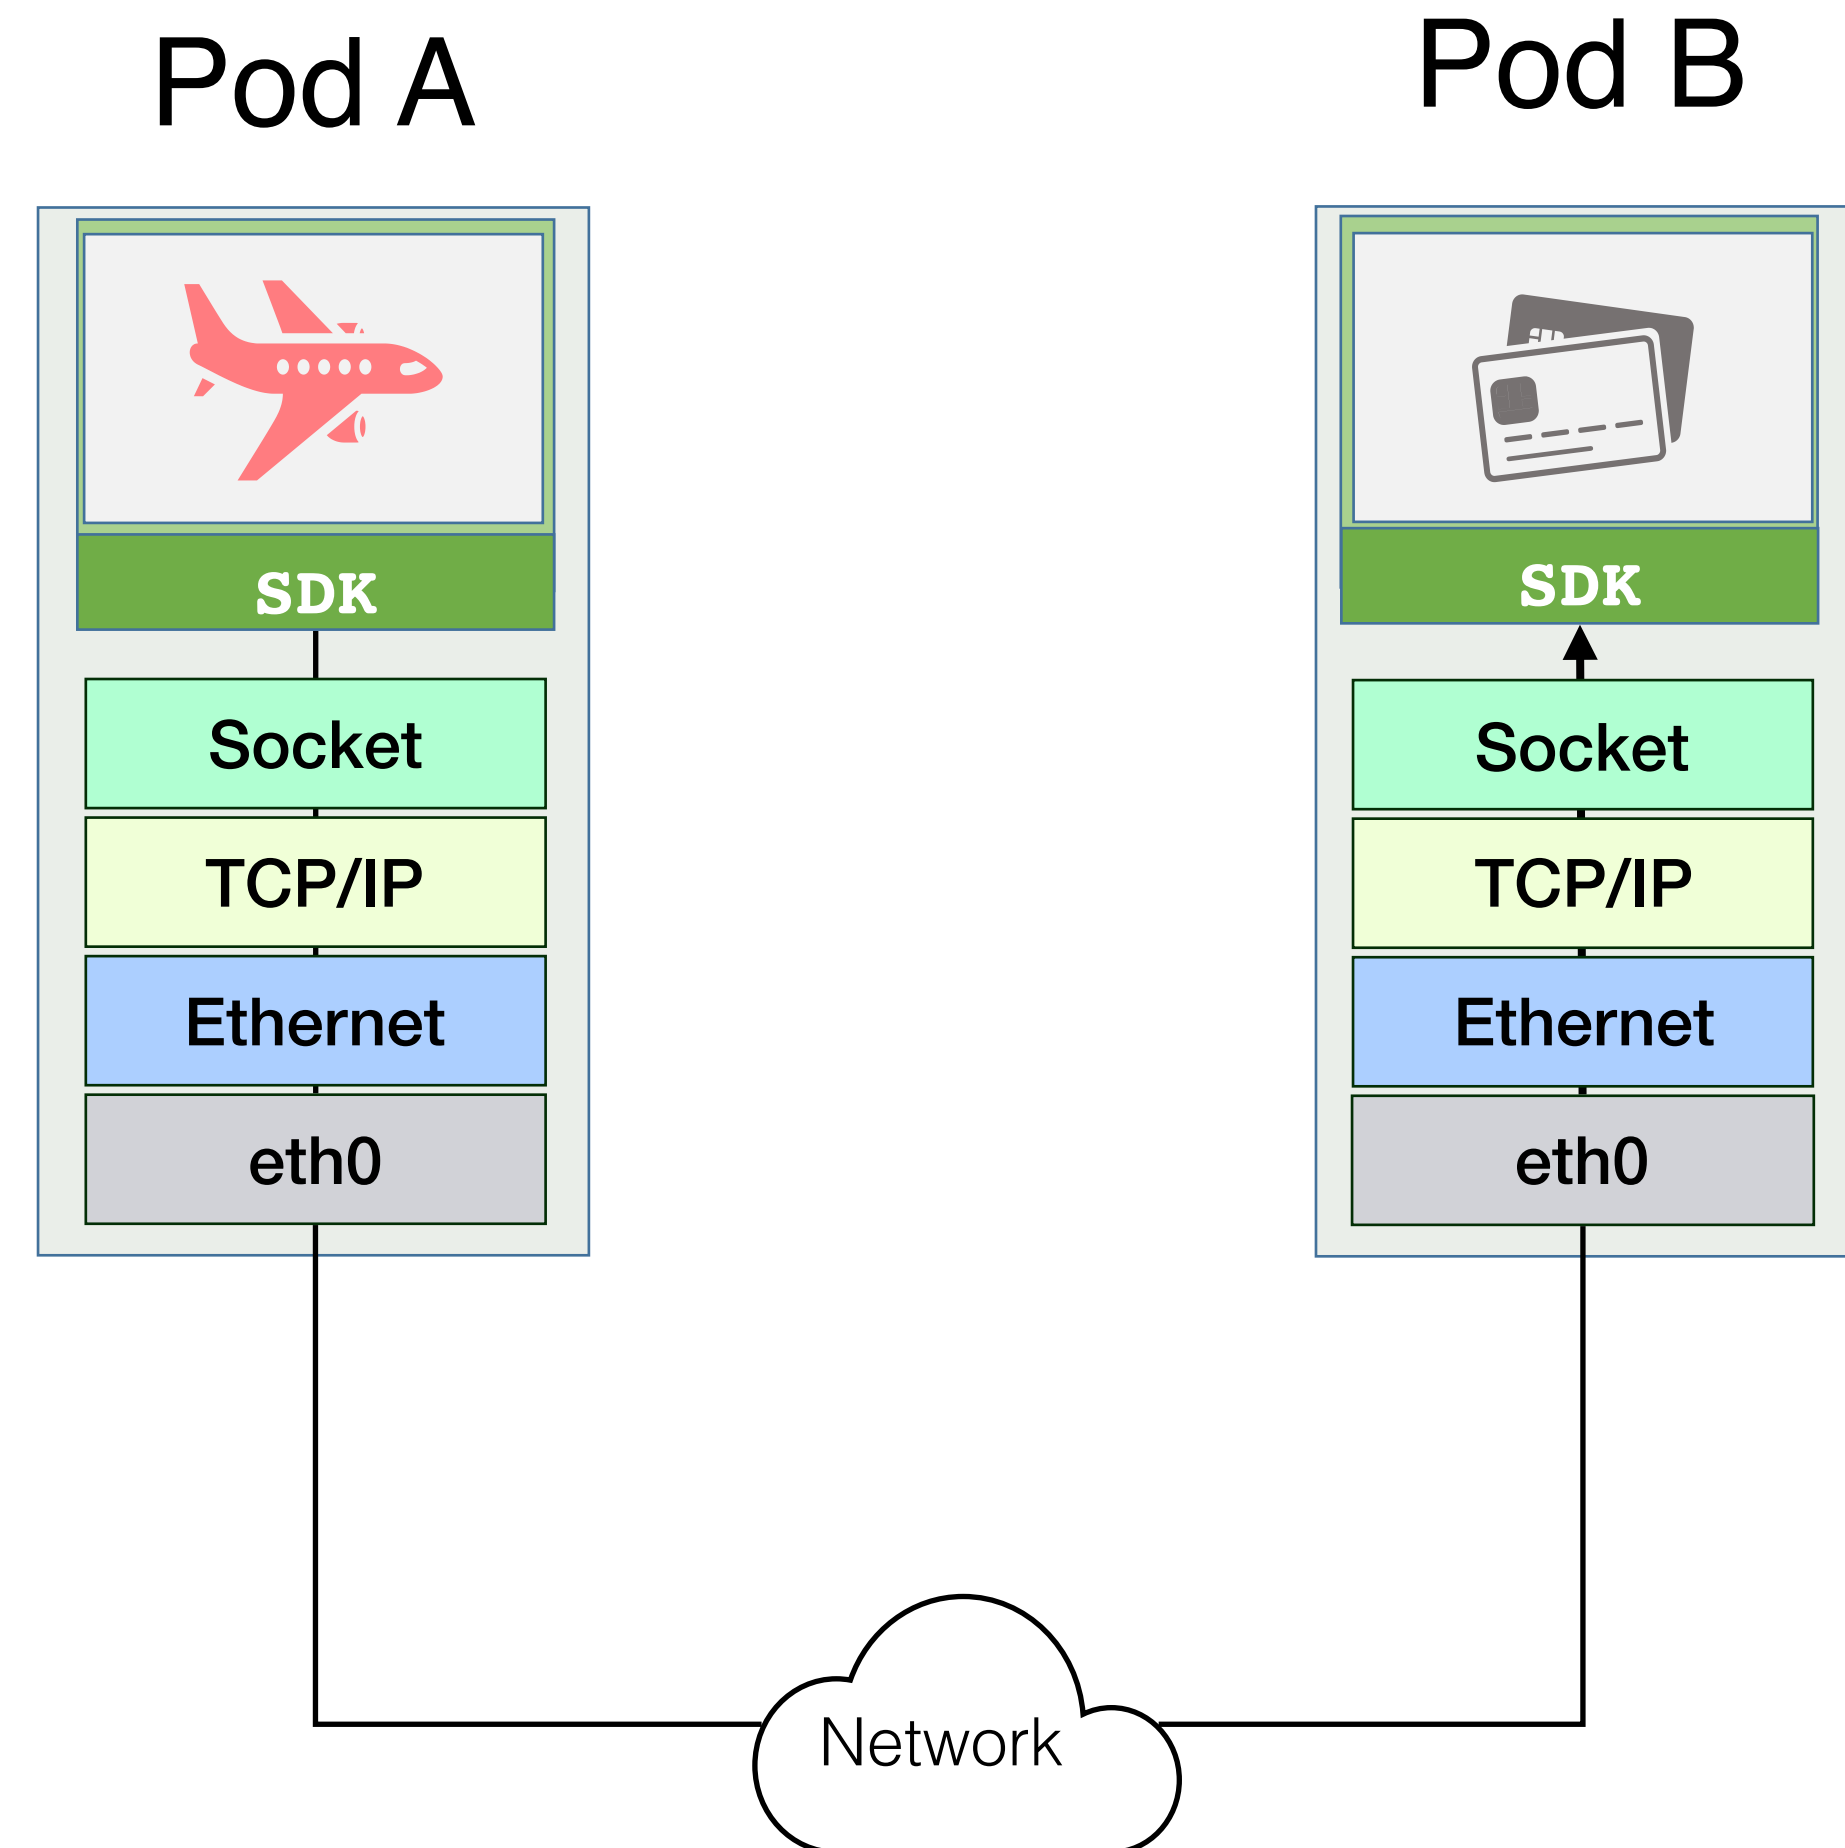 Pod A
Pod B
SDK
Socket
TCP/IP
Ethernet
eth0
SDK
Socket
TCP/IP
Ethernet
eth0
Network